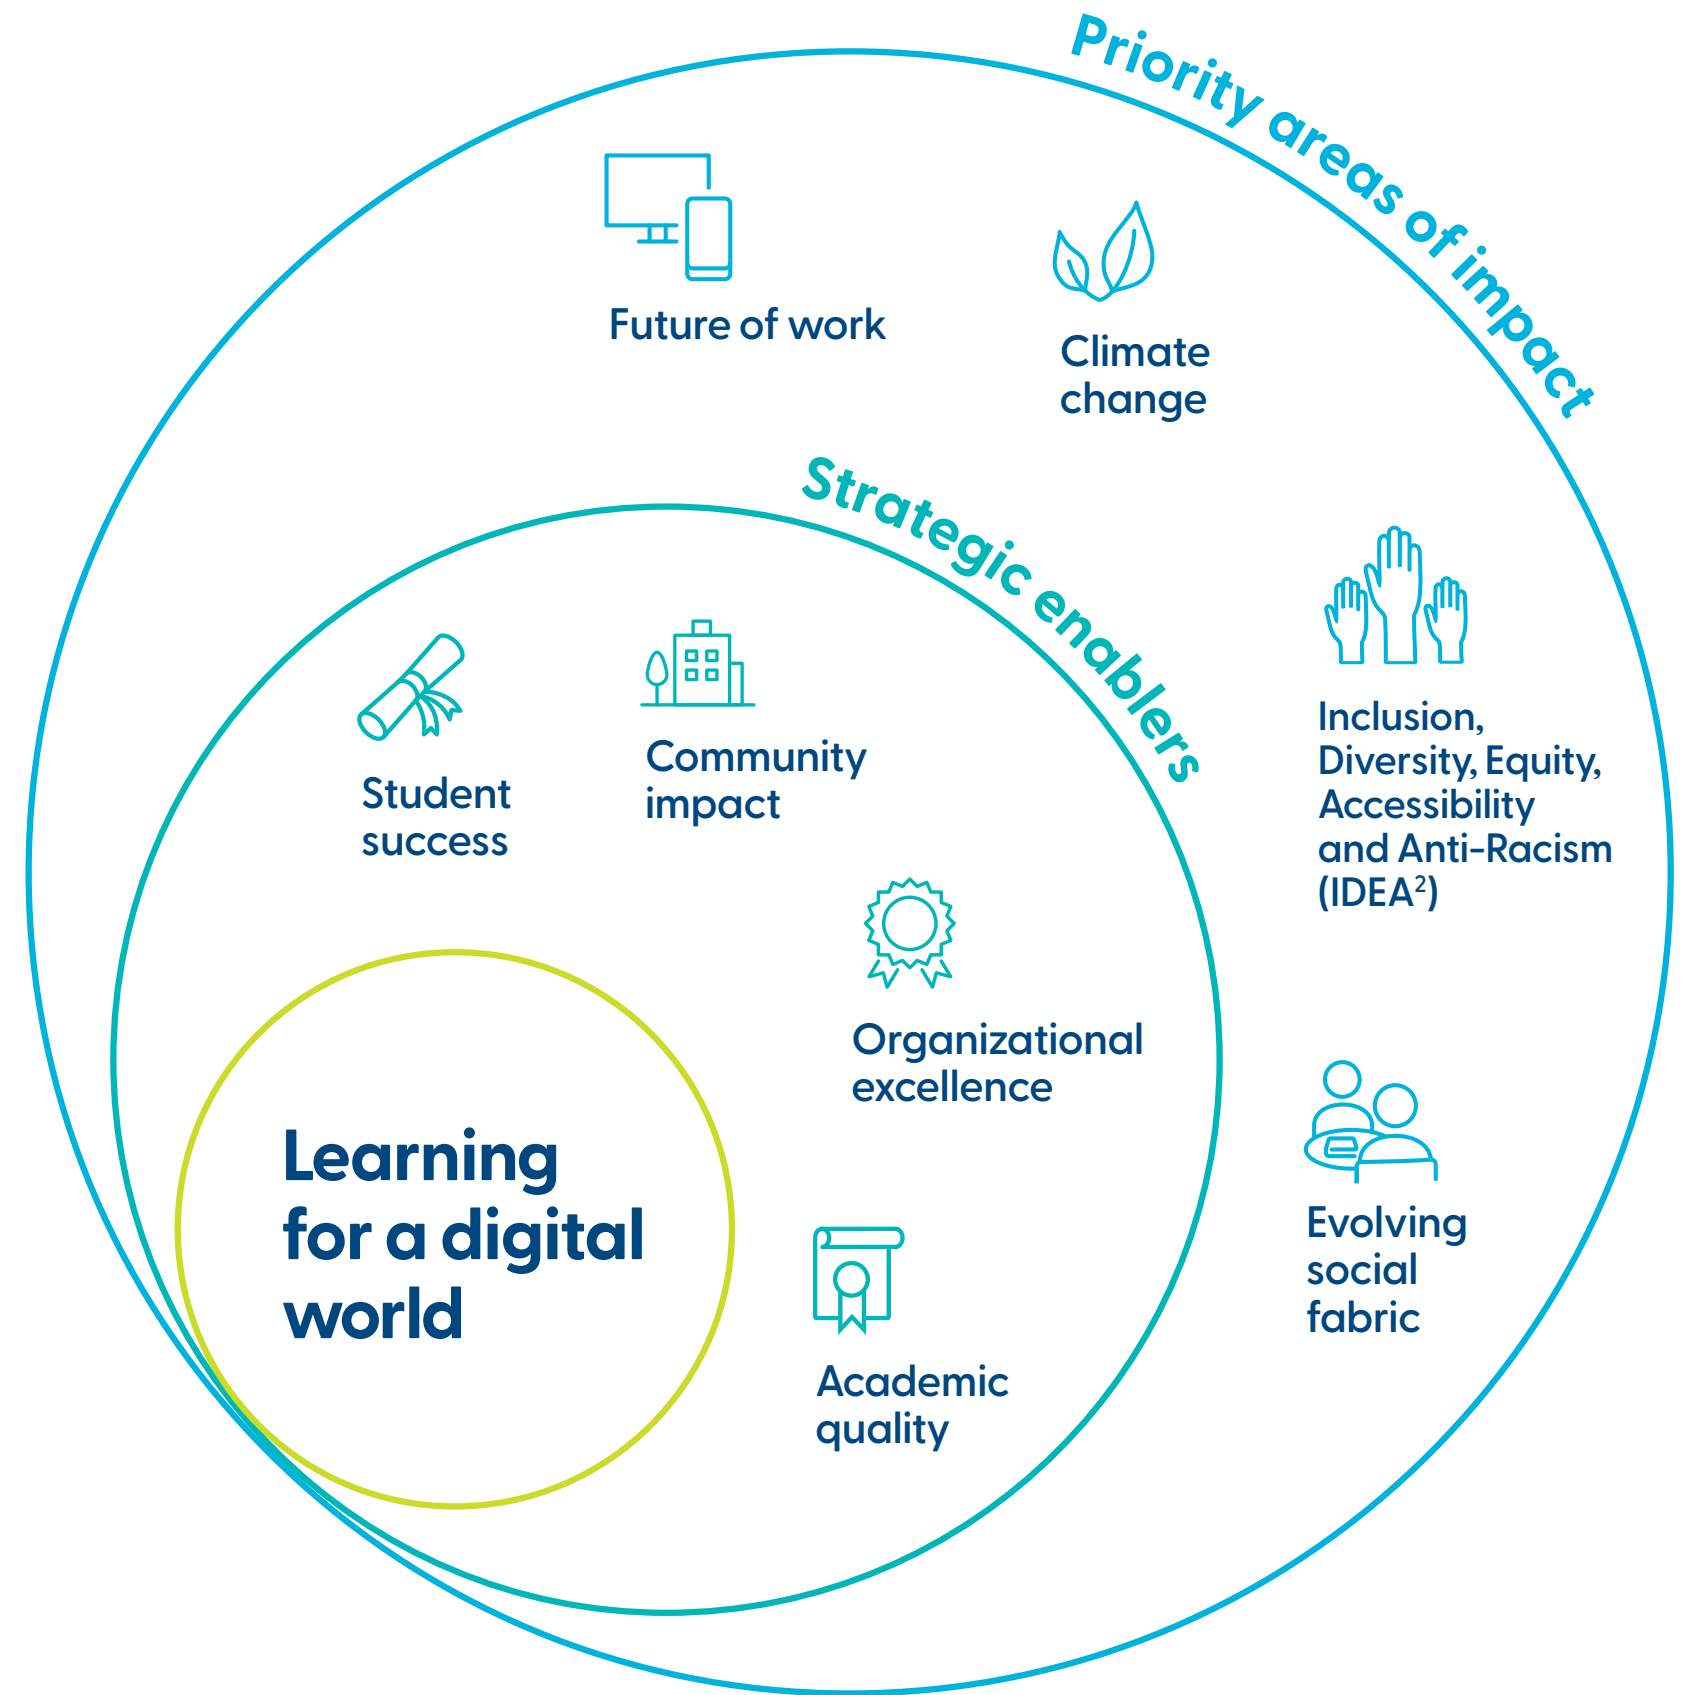 Priority areas of impact
Future of work
Climate
change
Strategic enablers
Inclusion,
Diversity, Equity,
Accessibility
and Anti-Racism
(IDEA²)
Student
success
Community
impact
Organizational
excellence
Learning
for a digital
world
Evolving
social
fabric
Academic
quality